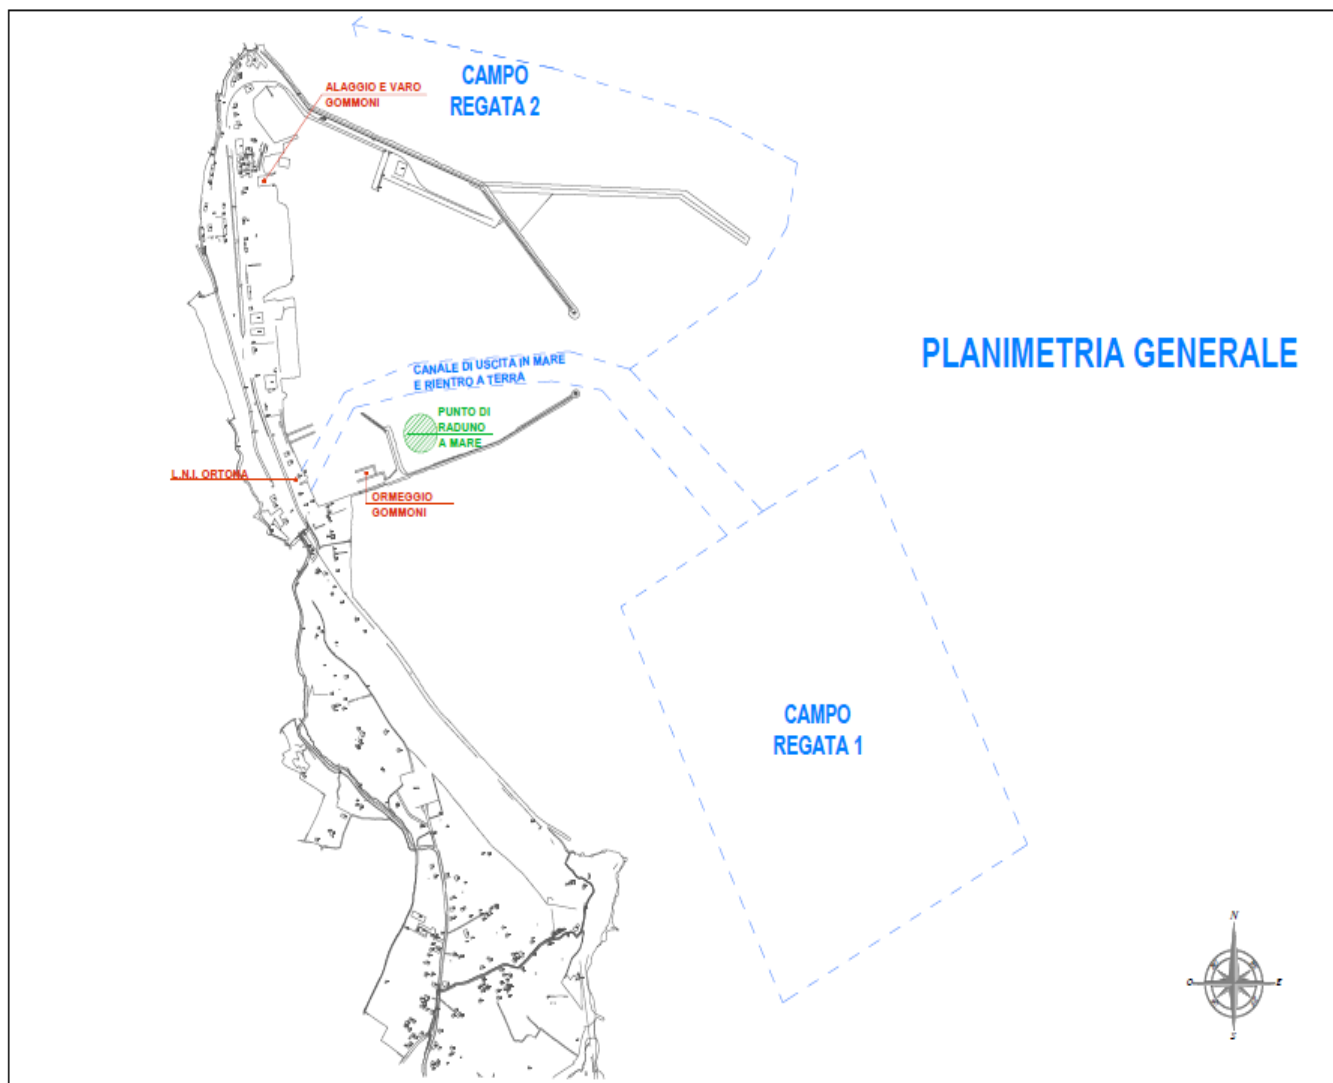 CAMPO
REGATA 2
ALAGGIO E VARO
GOMMONI
PLANIMETRIA GENERALE
CANALE DI USCITA IN MARE
E RIENTRO A TERRA
PUNTO DI
RADUNO
A MARE
L.N.I. ORTONA
ORMEGGIO
GOMMONI
CAMPO
REGATA 1
N
O E
S